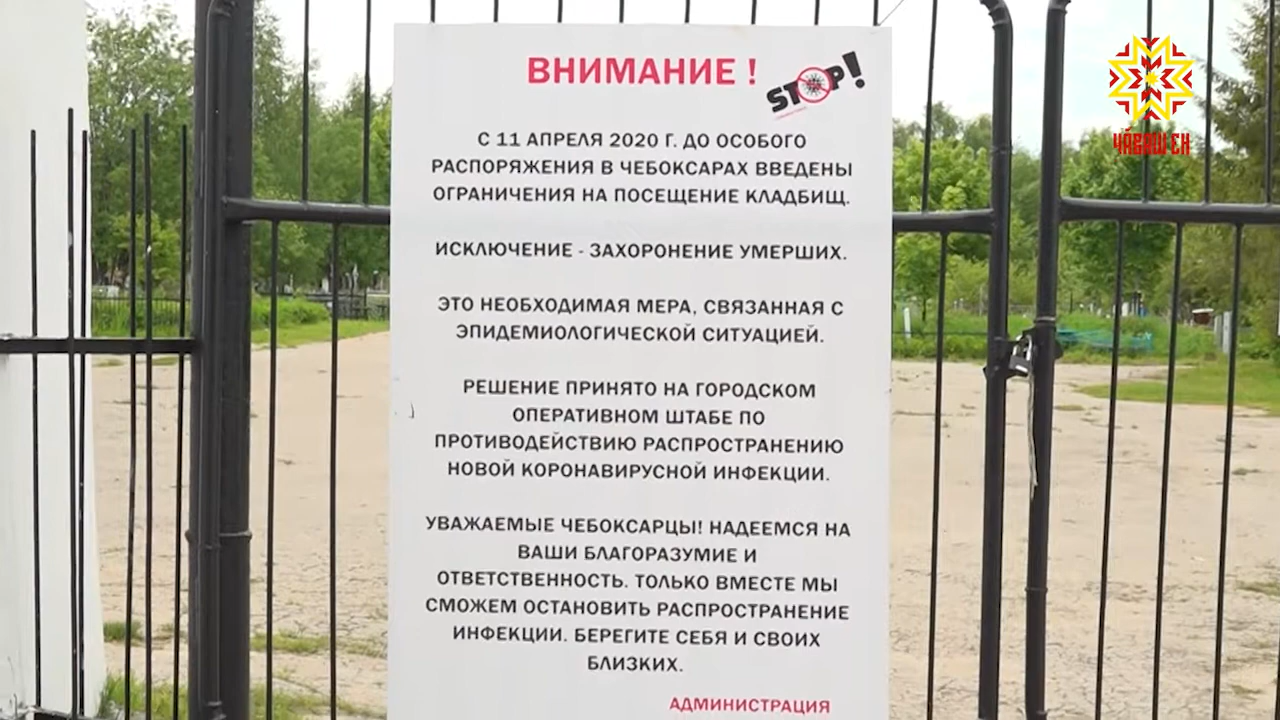 ВНИМАНИЕ !
STOP!
ЧӐВАШ ЕН
С 11 АПРЕЛЯ 2020 Г. ДО ОСОБОГО
РАСПОРЯЖЕНИЯ В ЧЕБОКСАРАХ ВВЕДЕНЫ
ОГРАНИЧЕНИЯ НА ПОСЕЩЕНИЕ КЛАДБИЩ.
ИСКЛЮЧЕНИЕ - ЗАХОРОНЕНИЕ УМЕРШИХ.
ЭТО НЕОБХОДИМАЯ МЕРА, СВЯЗАННАЯ С
ЭПИДЕМИОЛОГИЧЕСКОЙ СИТУАЦИЕЙ.
РЕШЕНИЕ ПРИНЯТО НА ГОРОДСКОМ
ОПЕРАТИВНОМ ШТАБЕ ПО
ПРОТИВОДЕЙСТВИЮ РАСПРОСТРАНЕНИЮ
НОВОЙ КОРОНАВИРУСНОЙ ИНФЕКЦИИ.
УВАЖАЕМЫЕ ЧЕБОКСАРЦЫ! НАДЕЕМСЯ НА
ВАШИ БЛАГОРАЗУМИЕ И
ОТВЕТСТВЕННОСТЬ. ТОЛЬКО ВМЕСТЕ МЫ
СМОЖЕМ ОСТАНОВИТЬ РАСПРОСТРАНЕНИЕ
ИНФЕКЦИИ. БЕРЕГИТЕ СЕБЯ И СВОИХ
БЛИЗКИХ.
АДМИНИСТРАЦИЯ